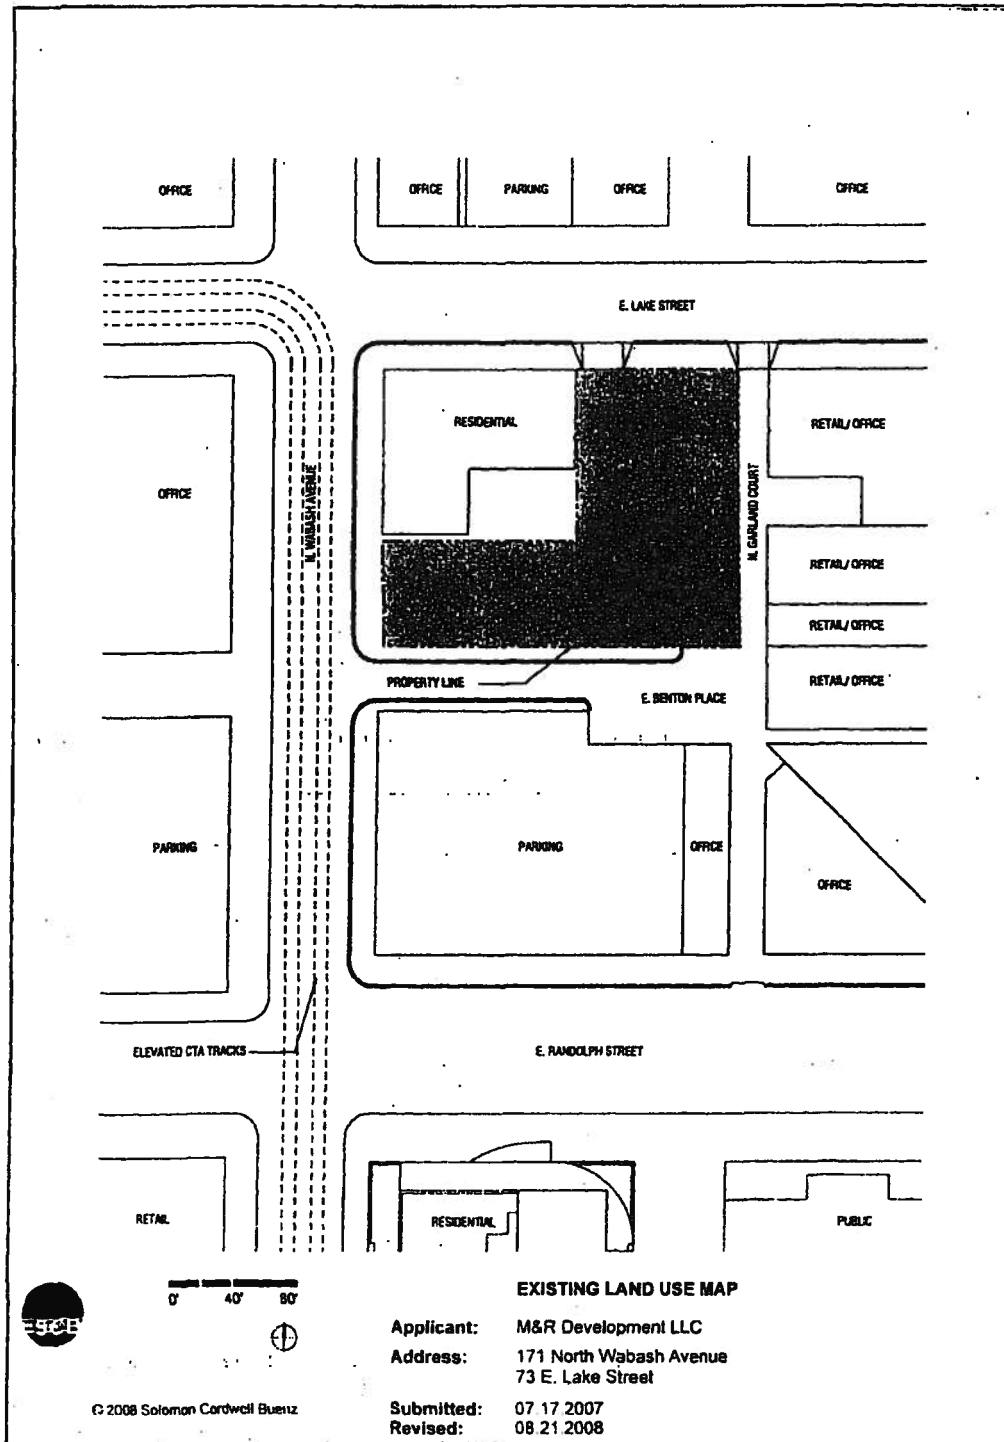 OFFICE
OFFICE
PARKING
OFFICE
OFFICE
E. LAKE STREET
RESIDENTIAL
RETAIL/ OFFICE
OFFICE
N. WABASH AVENUE
N. GARLAND COURT
RETAIL/ OFFICE
RETAIL/ OFFICE
RETAIL/ OFFICE
PROPERTY LINE
E. BENTON PLACE
PARKING
PARKING
OFFICE
OFFICE
ELEVATED CTA TRACKS
E. RANDOLPH STREET
RETAIL
RESIDENTIAL
PUBLIC
0' 40' 80'
EXISTING LAND USE MAP
Applicant: M&R Development LLC
Address: 171 North Wabash Avenue
73 E. Lake Street
© 2008 Solomon Cordwell Buenz
Submitted: 07.17.2007
Revised: 08.21.2008